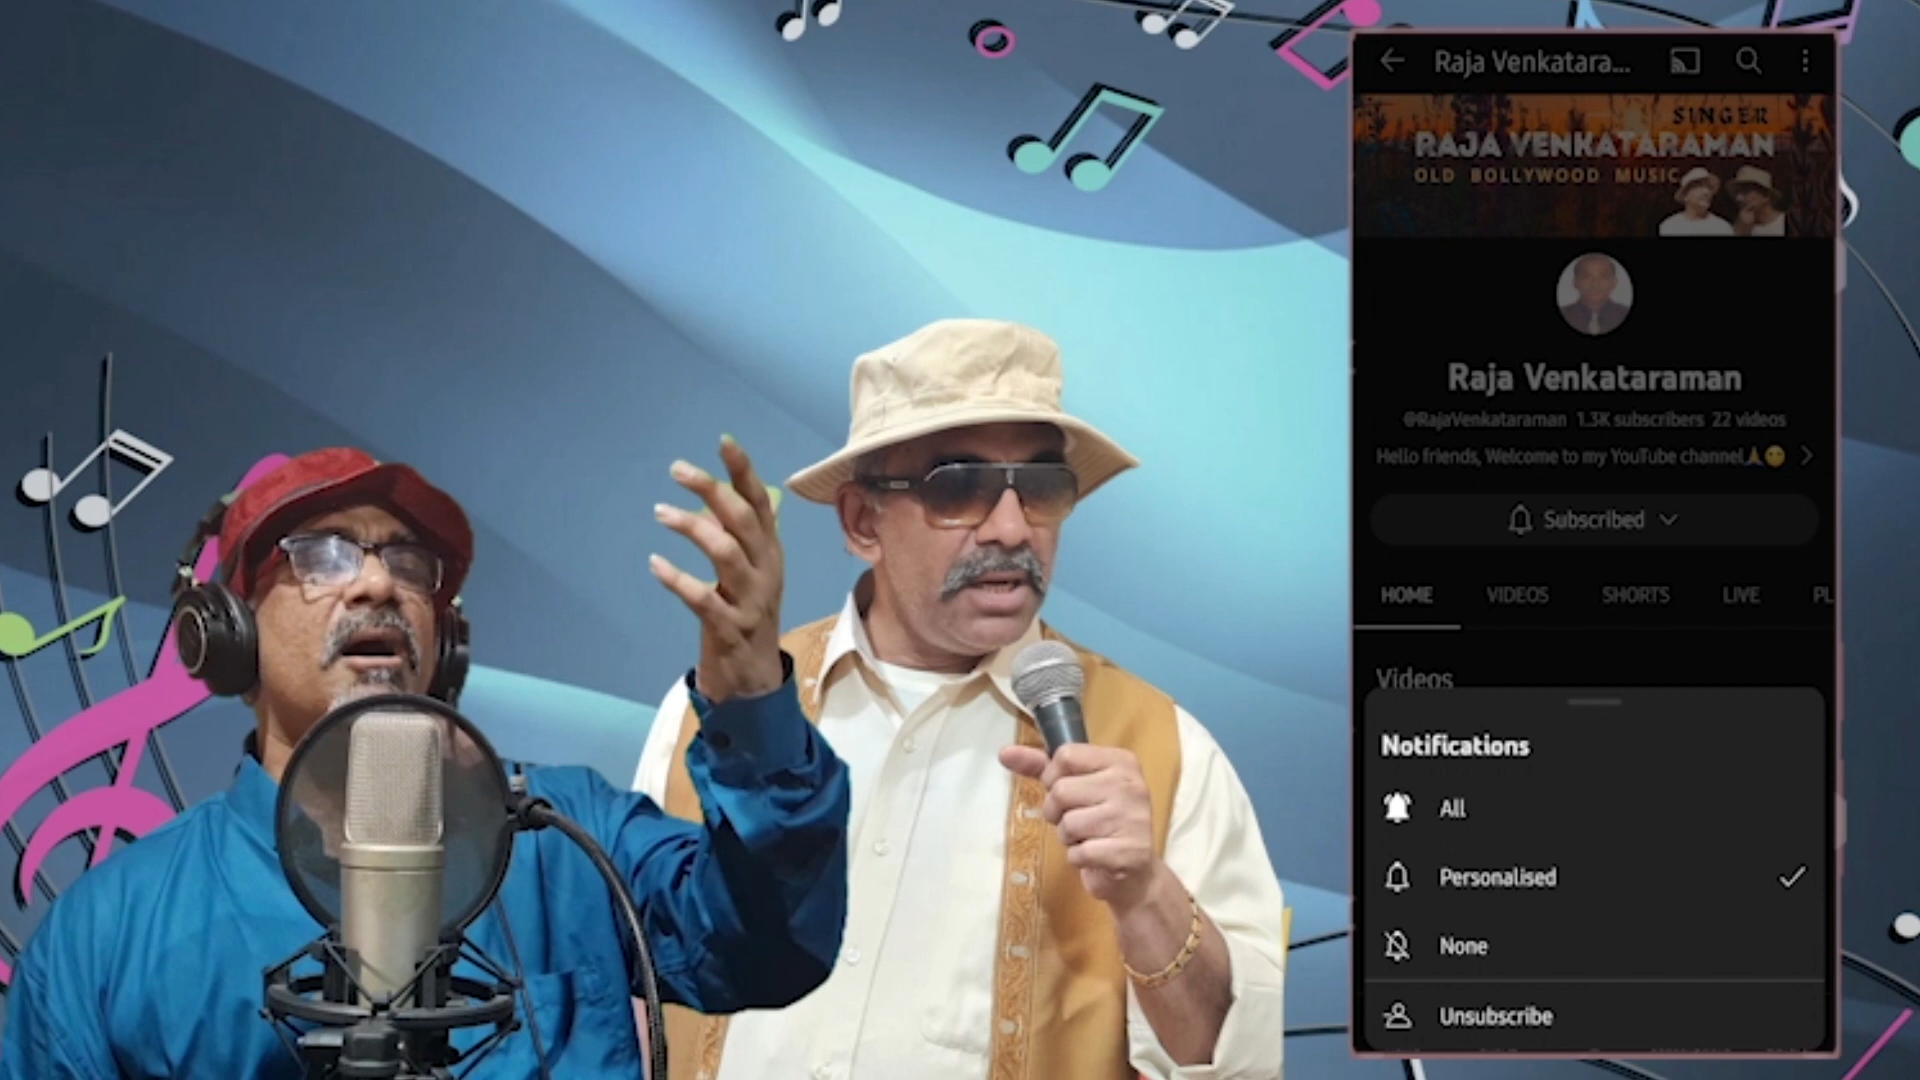 Raja Venkatara...
SINGER
RAJA VENKATARAMAN
OLD BOLLYWOOD MUSIC
Raja Venkataraman
@RajaVenkataraman 1.3K subscribers 22 videos
Hello friends, Welcome to my YouTube channel🙏😊
Subscribed
HOME VIDEOS SHORTS LIVE PL
Videos
Notifications
All
Personalised
None
Unsubscribe